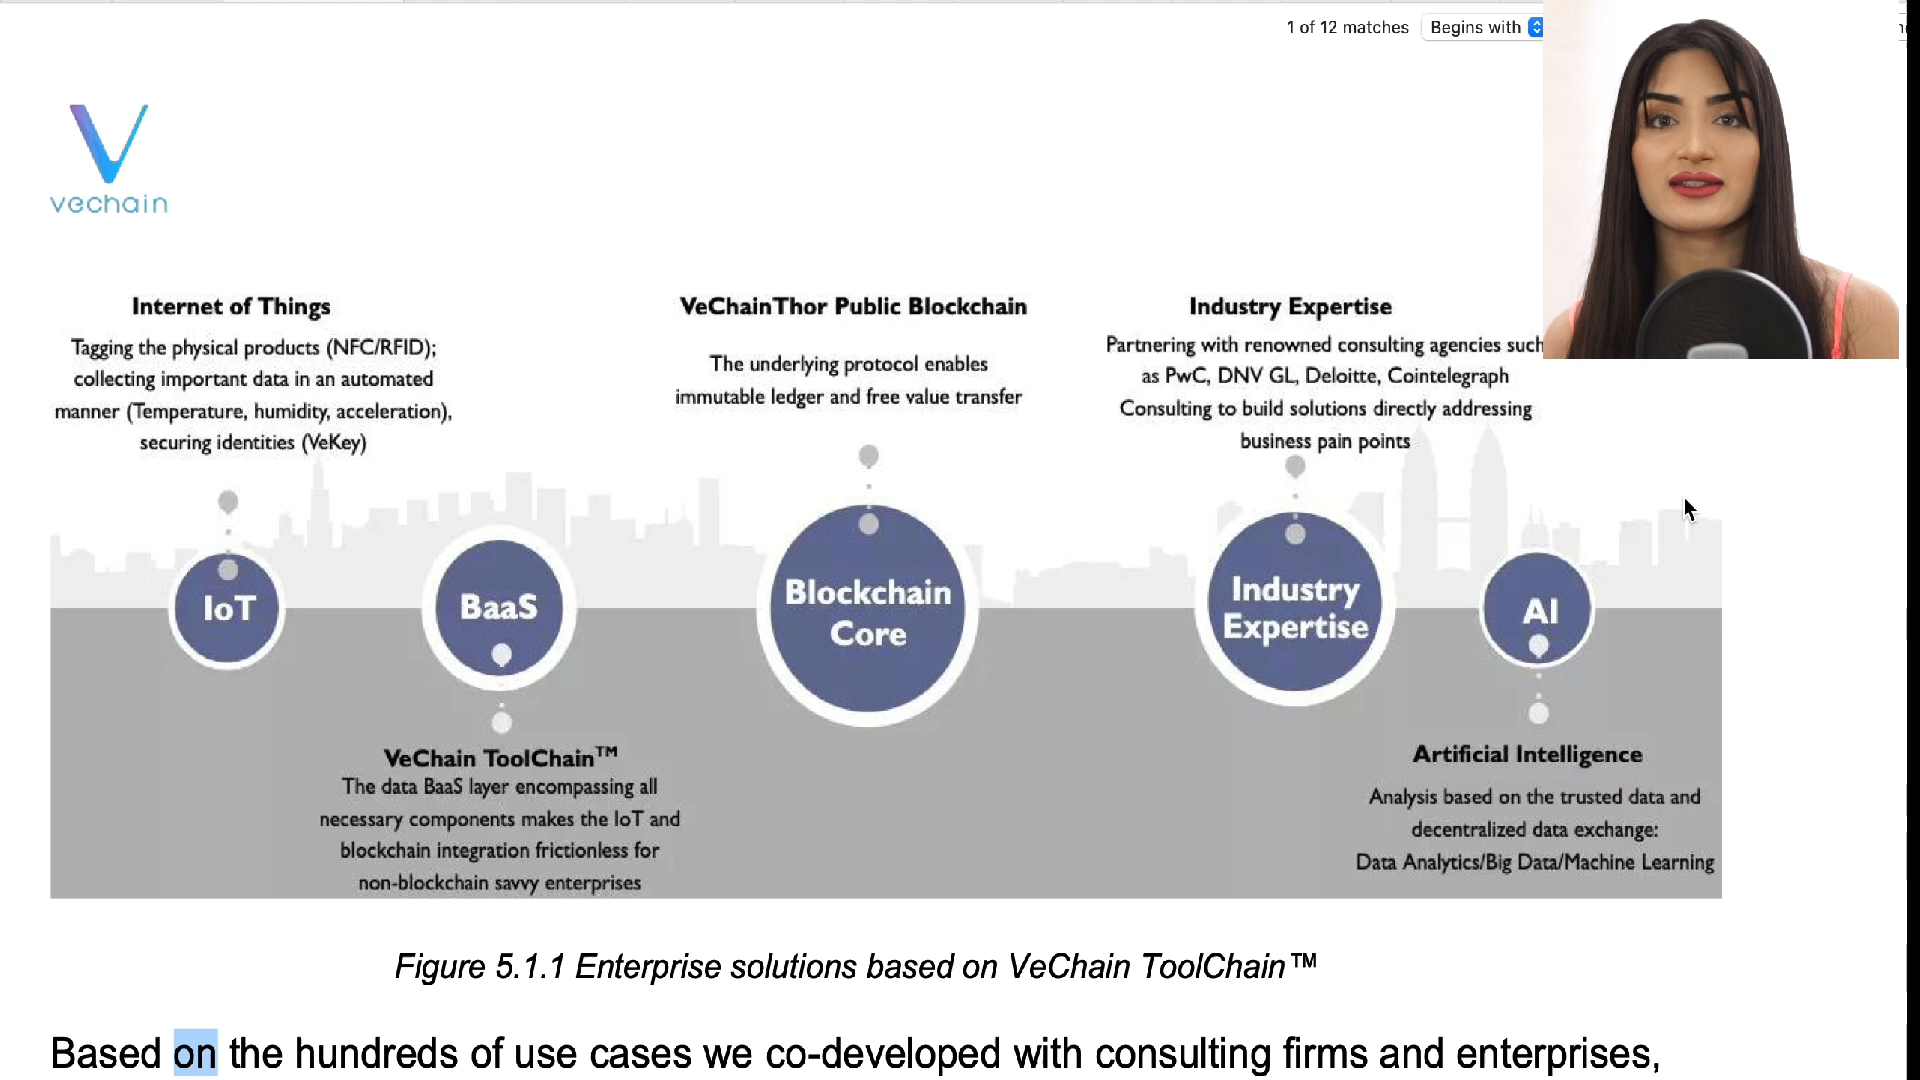 1 of 12 matches
Begins with
vechain
Internet of Things
Tagging the physical products (NFC/RFID);
collecting important data in an automated
manner (Temperature, humidity, acceleration),
securing identities (VeKey)
VeChainThor Public Blockchain
The underlying protocol enables
immutable ledger and free value transfer
Industry Expertise
Partnering with renowned consulting agencies such
as PwC, DNV GL, Deloitte, Cointelegraph
Consulting to build solutions directly addressing
business pain points
IoT
BaaS
Blockchain
Core
Industry
Expertise
AI
VeChain ToolChain™
The data BaaS layer encompassing all
necessary components makes the IoT and
blockchain integration frictionless for
non-blockchain savvy enterprises
Artificial Intelligence
Analysis based on the trusted data and
decentralized data exchange:
Data Analytics/Big Data/Machine Learning
Figure 5.1.1 Enterprise solutions based on VeChain ToolChain™
Based on the hundreds of use cases we co-developed with consulting firms and enterprises,